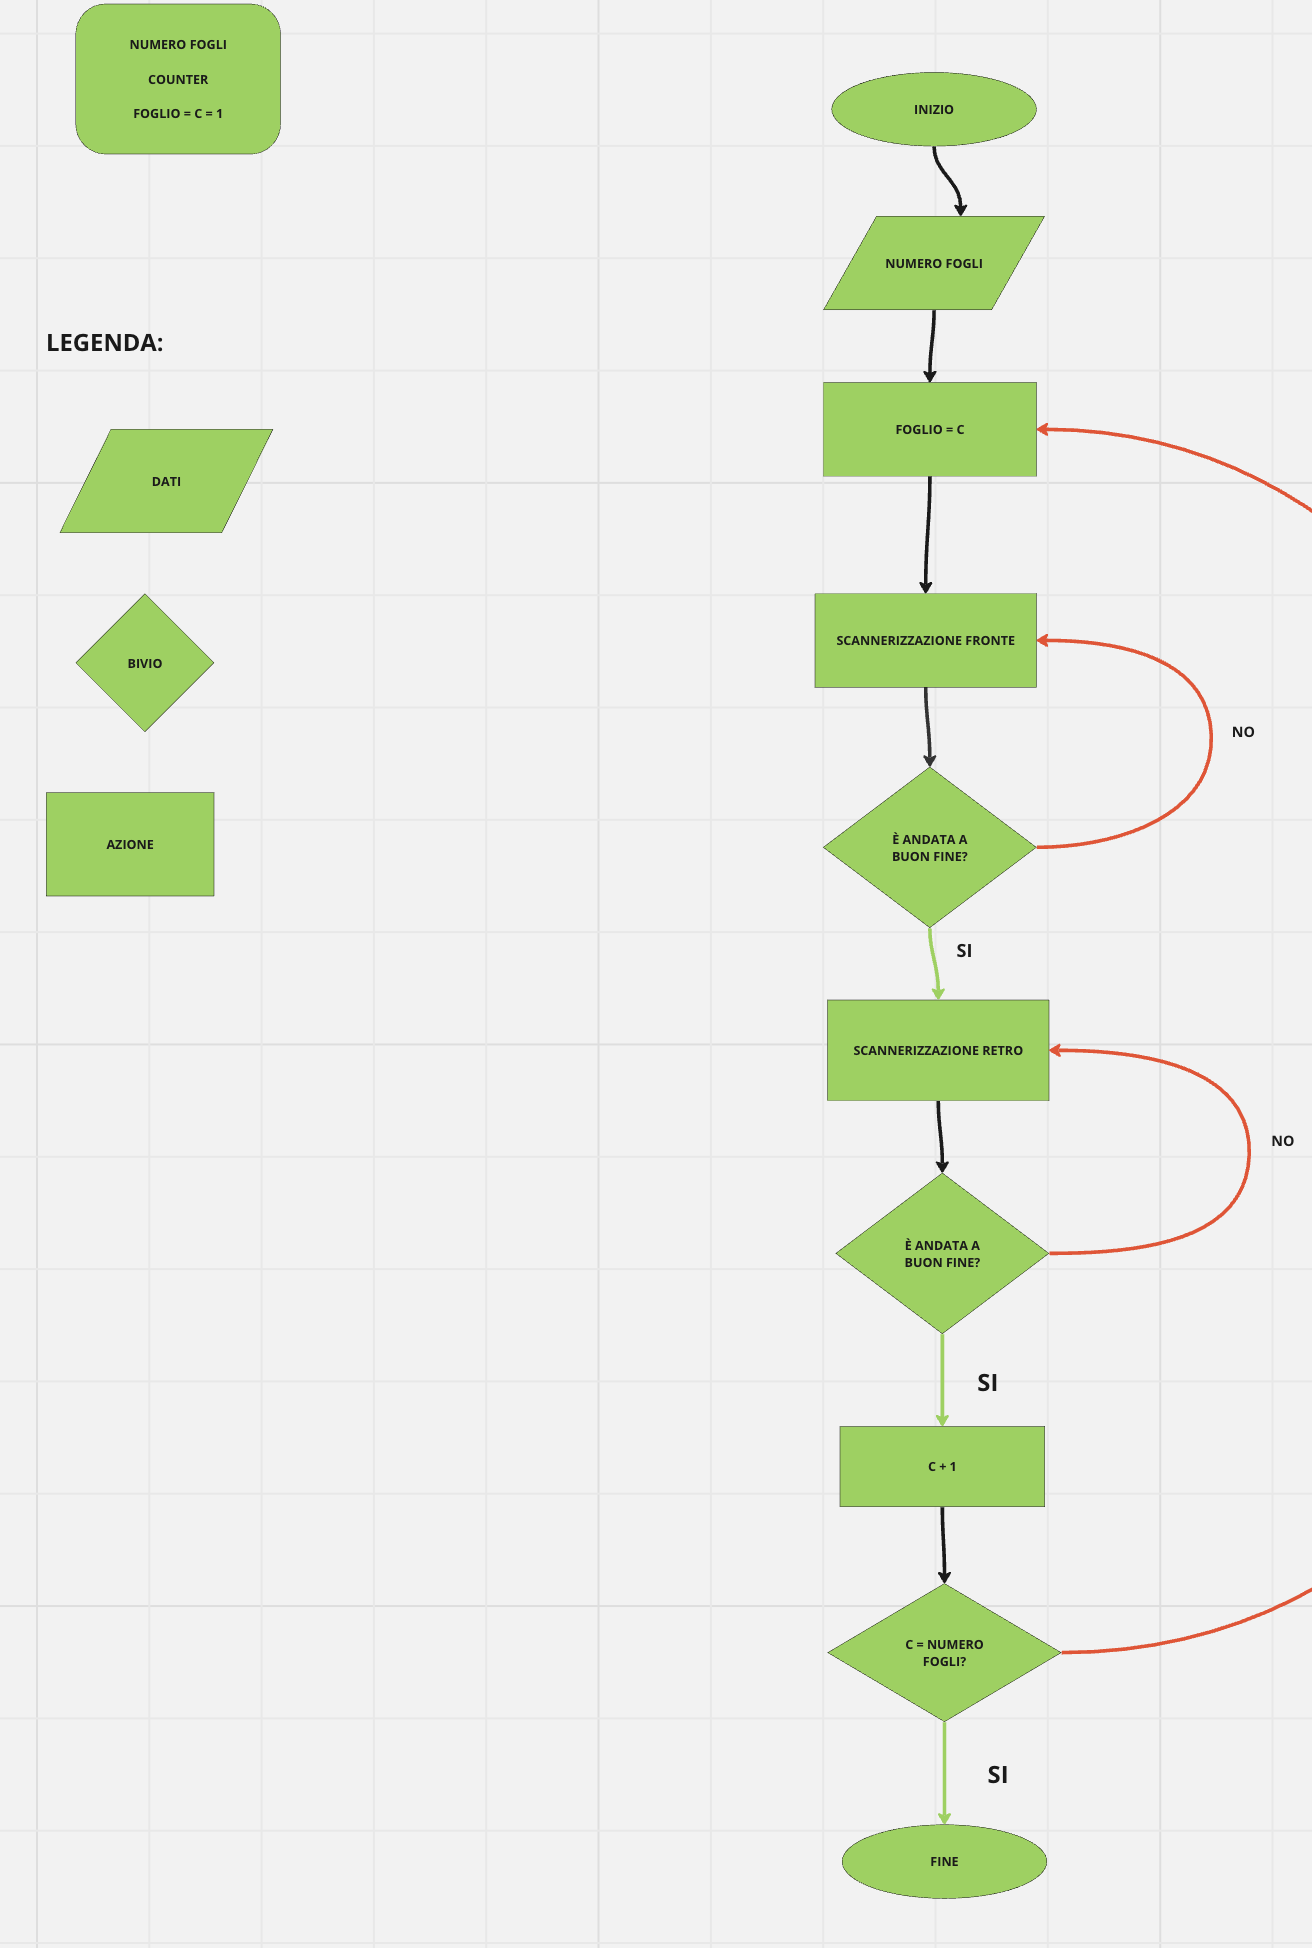 NUMERO FOGLI
COUNTER
FOGLIO = C = 1
LEGENDA:
DATI
BIVIO
AZIONE
INIZIO
NUMERO FOGLI
FOGLIO = C
SCANNERIZZAZIONE FRONTE
NO
È ANDATA A
BUON FINE?
SI
SCANNERIZZAZIONE RETRO
NO
È ANDATA A
BUON FINE?
SI
C + 1
C = NUMERO
FOGLI?
SI
FINE